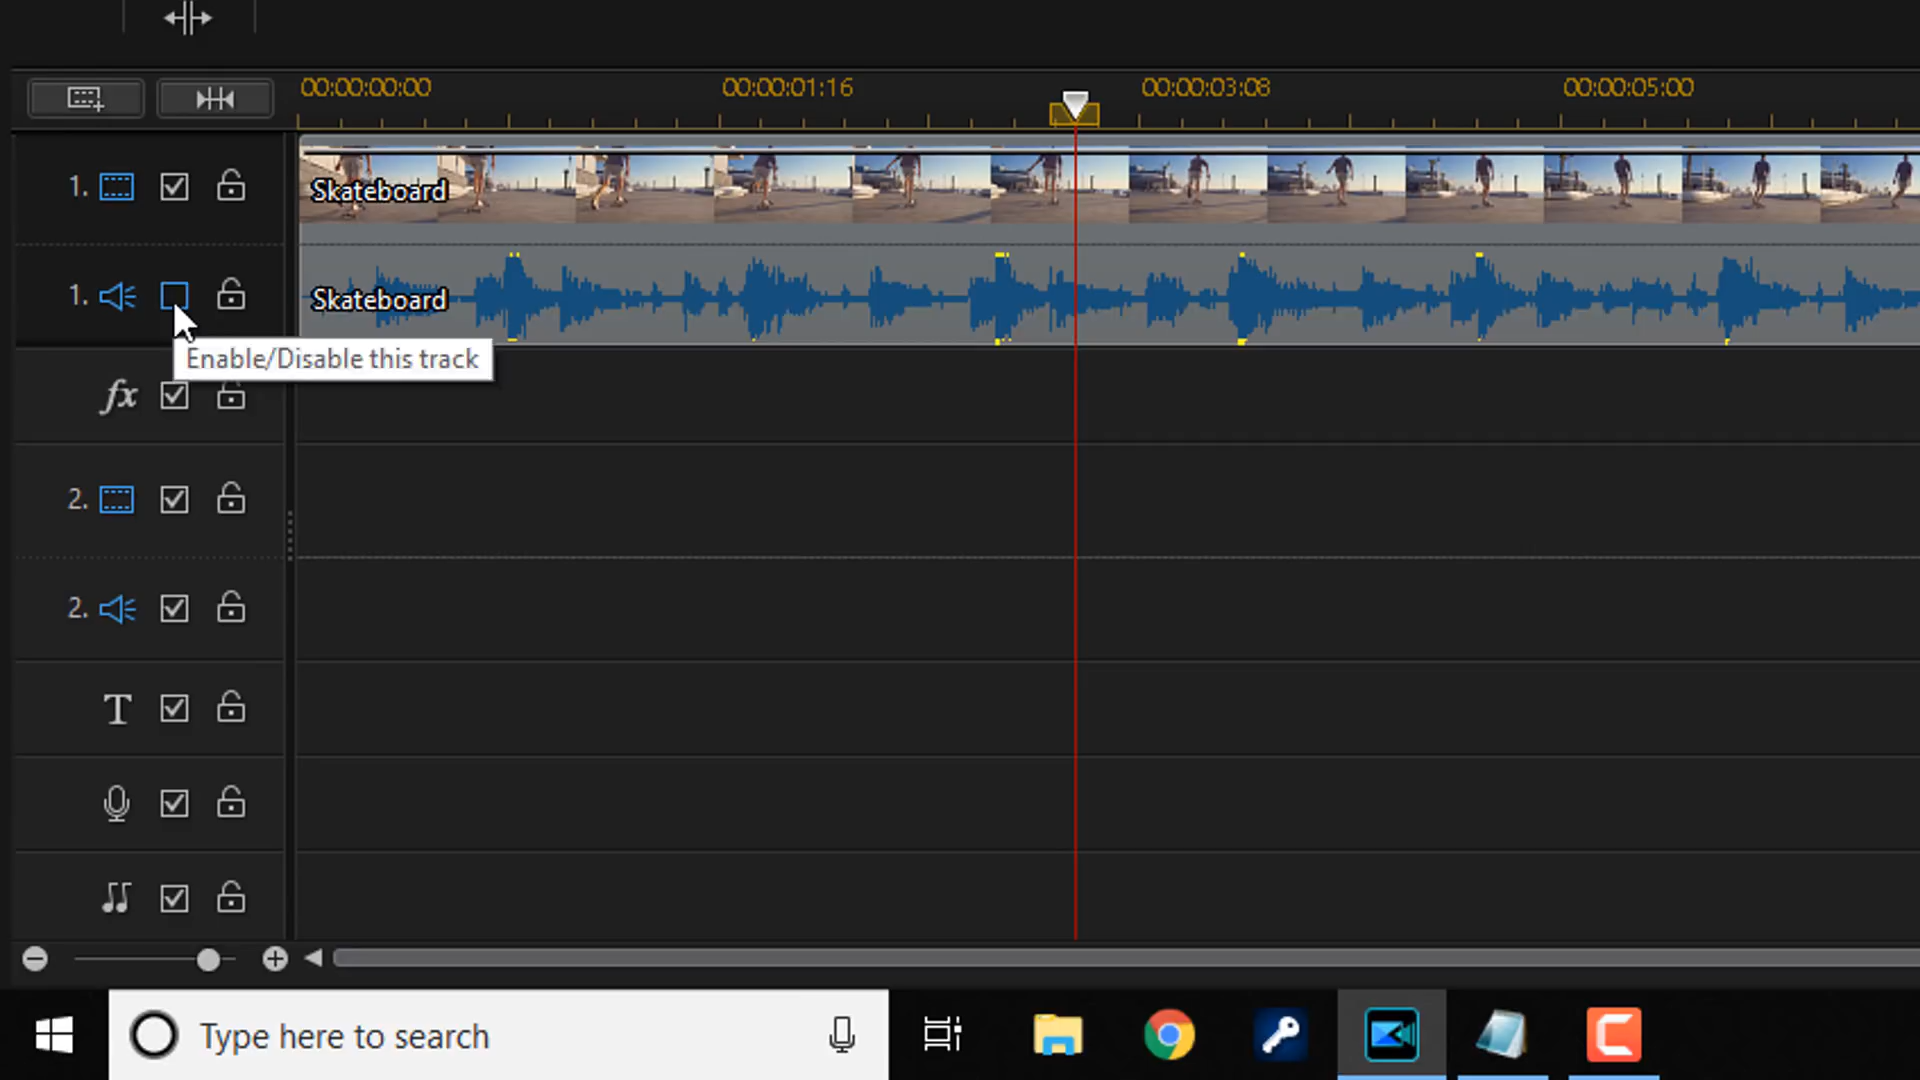 00:00:00:00 00:00:01:16 00:00:03:08 00:00:05:00
1. Skateboard
1. Skateboard
Enable/Disable this track
fx
2.
2.
T
Type here to search